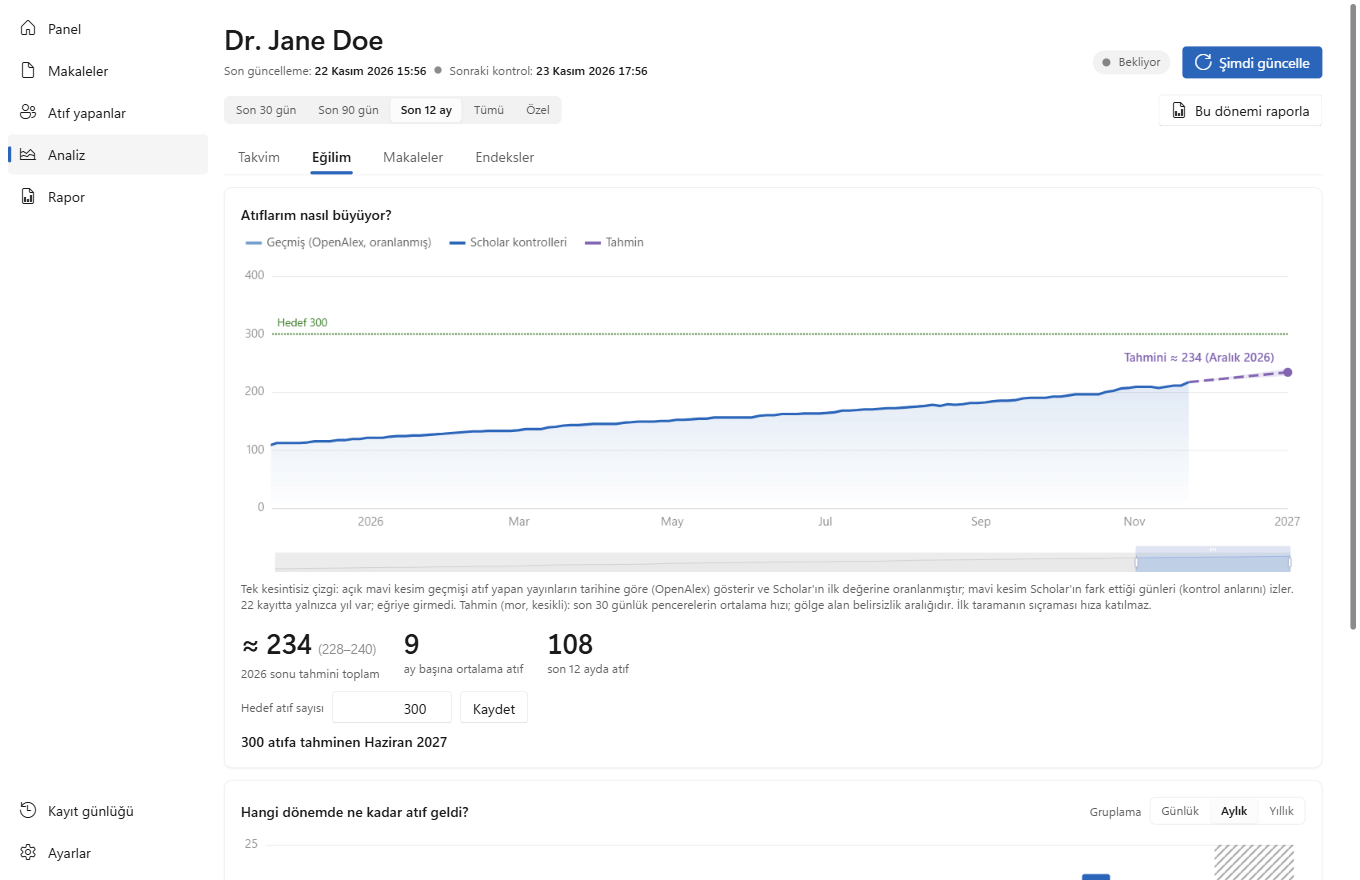 Panel
Makaleler
Atıf yapanlar
Analiz
Rapor
Kayıt günlüğü
Ayarlar
Dr. Jane Doe
Son güncelleme: 22 Kasım 2026 15:56 ● Sonraki kontrol: 23 Kasım 2026 17:56
Bekliyor
Şimdi güncelle
Son 30 gün Son 90 gün Son 12 ay Tümü Özel
Bu dönemi raporla
Takvim Eğilim Makaleler Endeksler
Atıflarım nasıl büyüyor?
Geçmiş (OpenAlex, oranlanmış) Scholar kontrolleri Tahmin
400
Hedef 300
300
Tahmini ≈ 234 (Aralık 2026)
200
100
0
2026 Mar May Jul Sep Nov 2027
Tek kesintisiz çizgi: açık mavi kesim geçmişi atıf yapan yayınların tarihine göre (OpenAlex) gösterir ve Scholar'ın ilk değerine oranlanmıştır; mavi kesim Scholar'ın fark ettiği günleri (kontrol anlarını) izler.
22 kayıtta yalnızca yıl var; eğriye girmedi. Tahmin (mor, kesikli): son 30 günlük pencerelerin ortalama hızı; gölge alan belirsizlik aralığıdır. İlk taramanın sıçraması hıza katılmaz.
≈ 234 (228–240)
2026 sonu tahmini toplam
9
ay başına ortalama atıf
108
son 12 ayda atıf
Hedef atıf sayısı 300 Kaydet
300 atıfa tahminen Haziran 2027
Hangi dönemde ne kadar atıf geldi?
Gruplama Günlük Aylık Yıllık
25